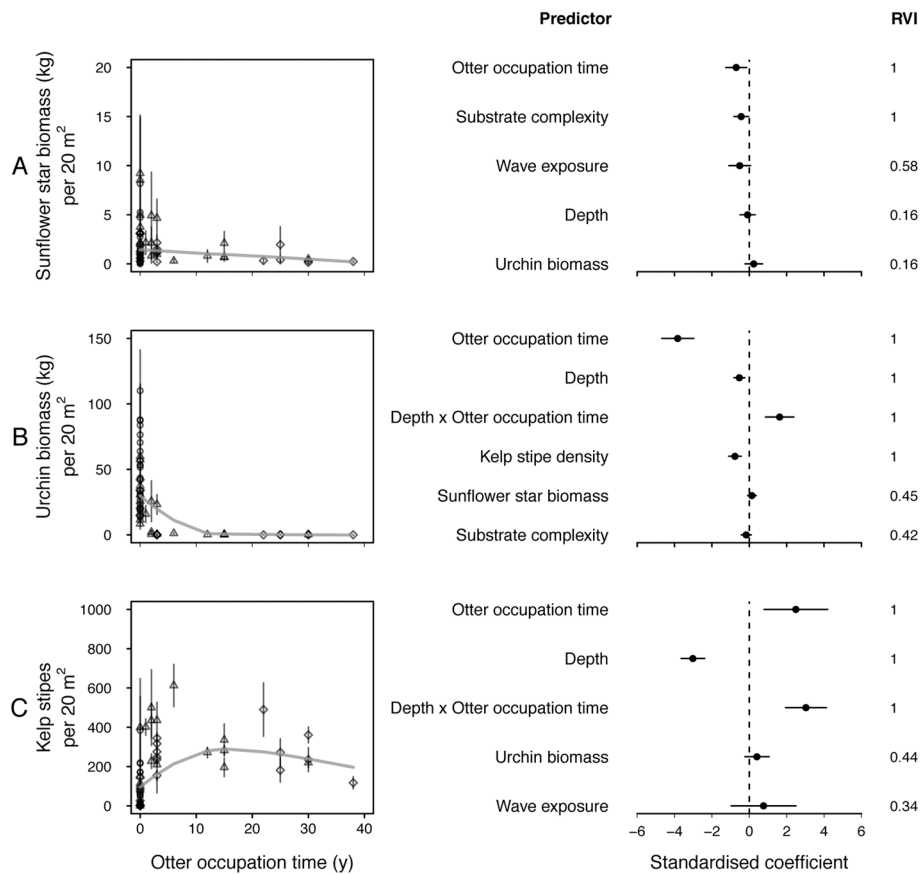 Predictor RVI
A
Sunflower star biomass (kg)
per 20 m²
20
15
10
5
0
Otter occupation time 1
Substrate complexity 1
Wave exposure 0.58
Depth 0.16
Urchin biomass 0.16
B
Urchin biomass (kg)
per 20 m²
150
100
50
0
Otter occupation time 1
Depth 1
Depth x Otter occupation time 1
Kelp stipe density 1
Sunflower star biomass 0.45
Substrate complexity 0.42
C
Kelp stipes
per 20 m²
1000
800
600
400
200
0
Otter occupation time 1
Depth 1
Depth x Otter occupation time 1
Urchin biomass 0.44
Wave exposure 0.34
0 10 20 30 40
Otter occupation time (y)
−6 −4 −2 0 2 4 6
Standardised coefficient